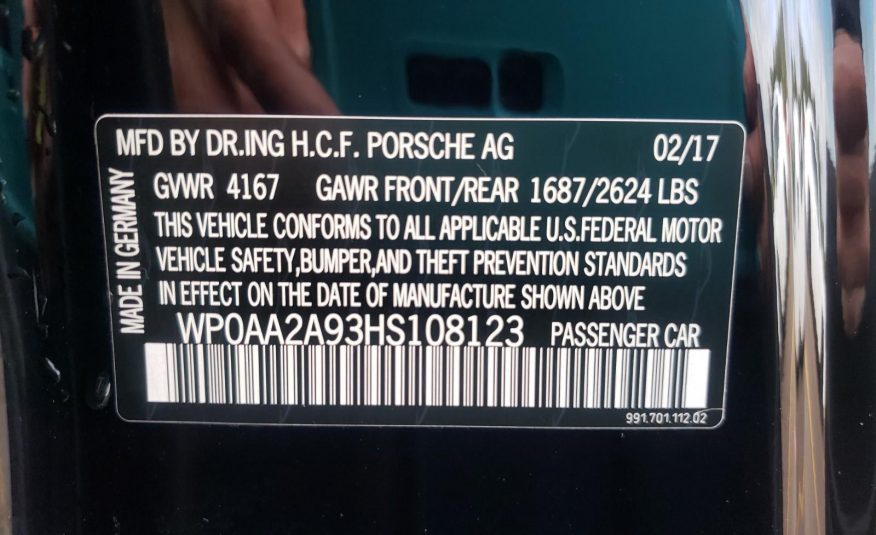 MFD BY DR.ING H.C.F. PORSCHE AG 02/17
GVWR 4167 GAWR FRONT/REAR 1687/2624 LBS
THIS VEHICLE CONFORMS TO ALL APPLICABLE U.S.FEDERAL MOTOR
VEHICLE SAFETY,BUMPER,AND THEFT PREVENTION STANDARDS
IN EFFECT ON THE DATE OF MANUFACTURE SHOWN ABOVE
WP0AA2A93HS108123 PASSENGER CAR
991.701.112.02
MADE IN GERMANY